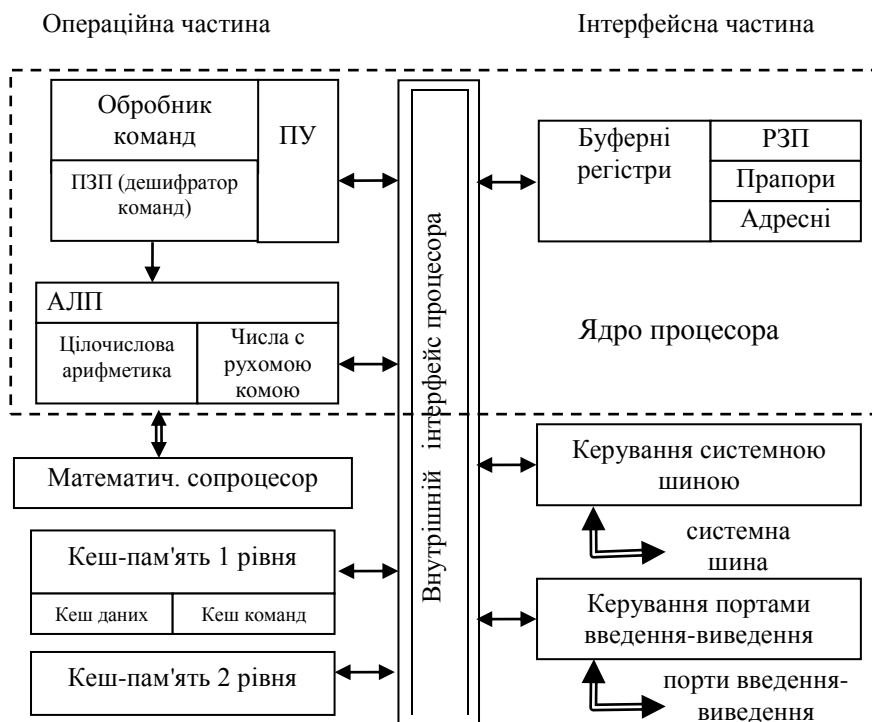 Операційна частина
Інтерфейсна частина
Обробник
команд
ПУ
ПЗП (дешифратор
команд)
АЛП
Цілочислова
арифметика
Числа с
рухомою
комою
Математич. сопроцесор
Кеш-пам'ять 1 рівня
Кеш даних
Кеш команд
Кеш-пам'ять 2 рівня
Внутрішній інтерфейс процесора
Буферні
регістри
РЗП
Прапори
Адресні
Ядро процесора
Керування системною
шиною
системна
шина
Керування портами
введення-виведення
порти введення-
виведення